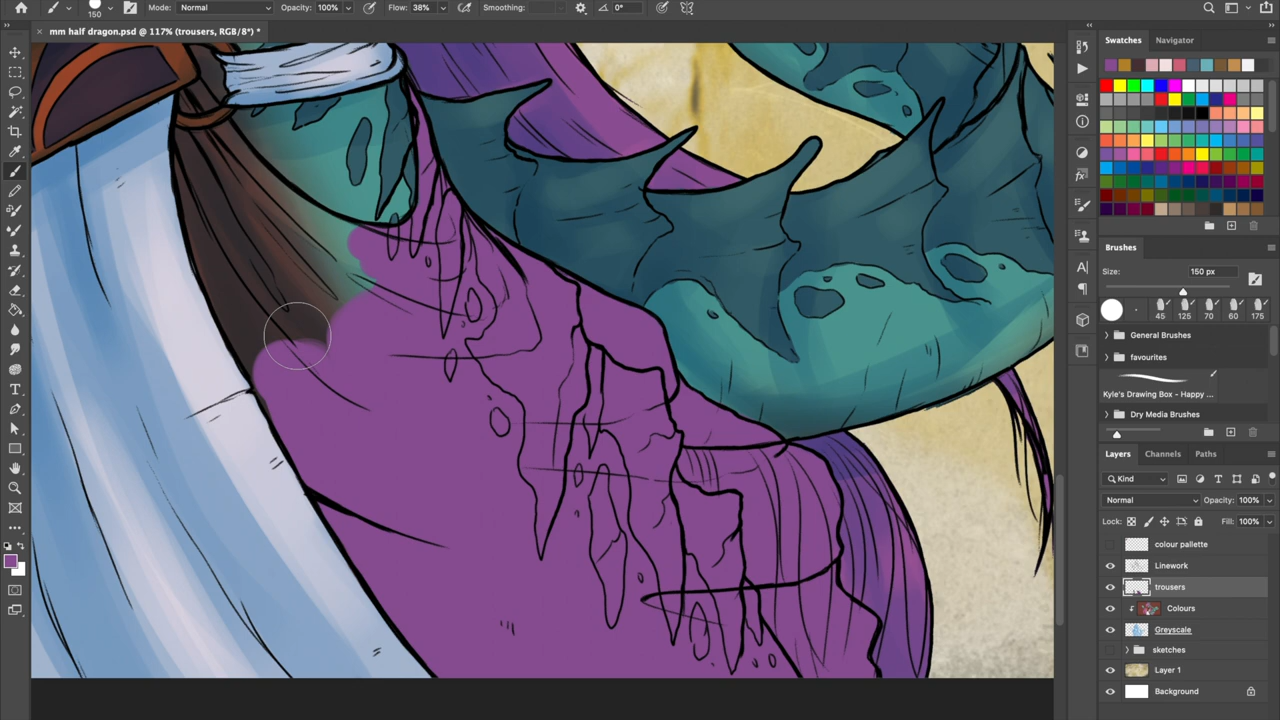 150
Mode: Normal
Opacity: 100%
Flow: 38%
Smoothing:
0°
mm half dragon.psd @ 117% (trousers, RGB/8*) *
Swatches
Navigator
Brushes
Size:
150 px
45
125
70
60
175
General Brushes
favourites
Kyle's Drawing Box - Happy ...
Dry Media Brushes
Layers
Channels
Paths
Kind
Normal
Opacity: 100%
Lock:
Fill: 100%
colour pallette
Linework
trousers
Colours
Greyscale
sketches
Layer 1
Background